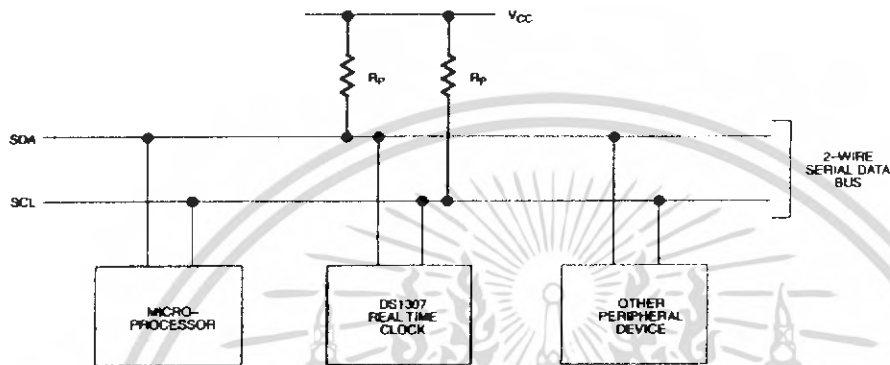 VCC
RP
RP
SDA
2-WIRE
SERIAL DATA
BUS
SCL
MICRO-
PROCESSOR
DS1307
REAL TIME
CLOCK
OTHER
PERIPHERAL
DEVICE